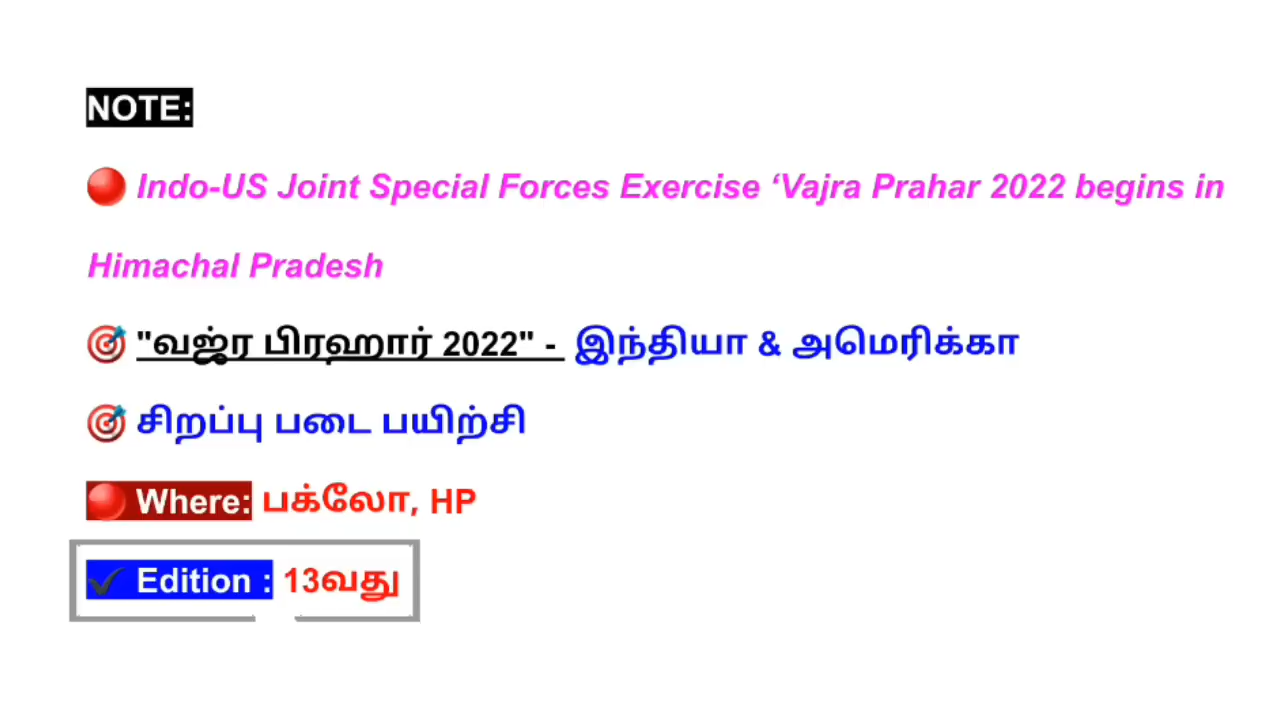 NOTE:
🔴 Indo-US Joint Special Forces Exercise ‘Vajra Prahar 2022 begins in
Himachal Pradesh
🎯 "வஜ்ர பிரஹார் 2022" - இந்தியா & அமெரிக்கா
🎯 சிறப்பு படை பயிற்சி
🔴 Where: பக்லோ, HP
✔ Edition : 13வது